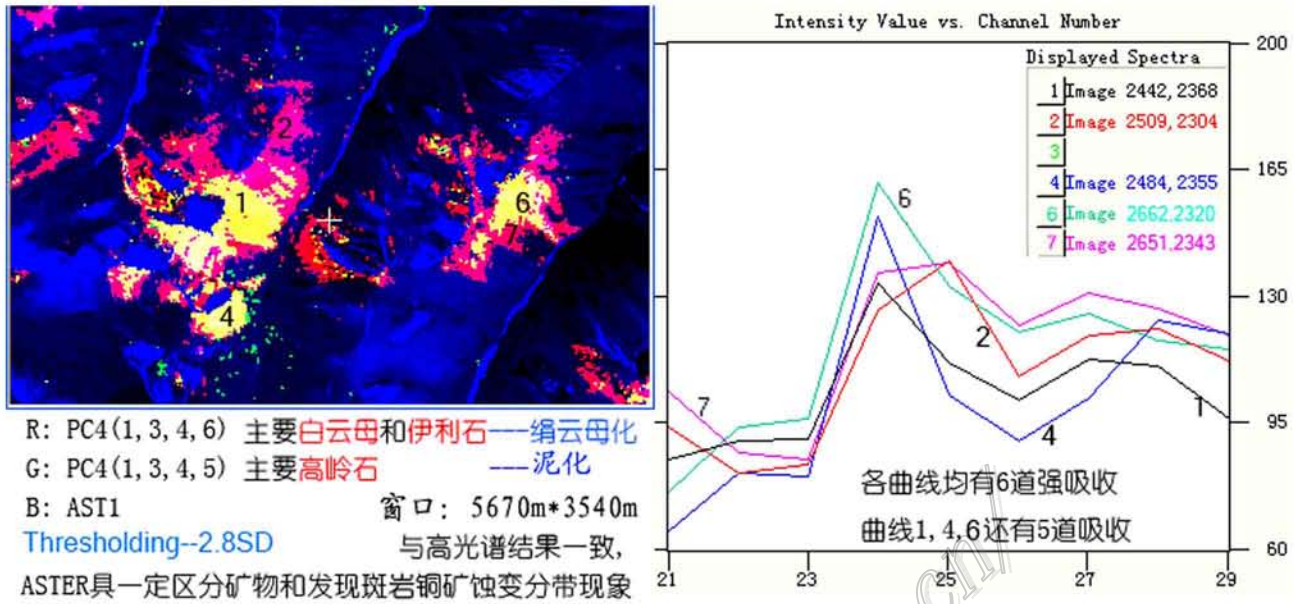 2
1
6
7
4
R: PC4(1,3,4,6) 主要白云母和伊利石---绢云母化
G: PC4(1,3,4,5) 主要高岭石 ---泥化
B: AST1 窗口: 5670m*3540m
Thresholding--2.8SD 与高光谱结果一致,
ASTER具一定区分矿物和发现斑岩铜矿蚀变分带现象
Intensity Value vs. Channel Number
Displayed Spectra
1 Image 2442,2368
2 Image 2509,2304
3
4 Image 2484,2355
6 Image 2662,2320
7 Image 2651,2343
200
165
130
95
60
6
2
7
1
4
各曲线均有6道强吸收
曲线1,4,6还有5道吸收
21 23 25 27 29